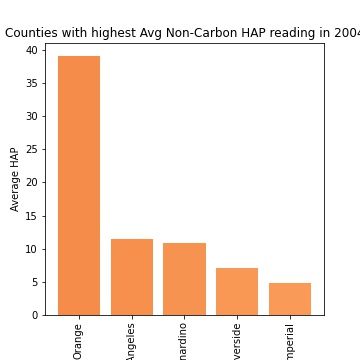 Counties with highest Avg Non-Carbon HAP reading in 2004
40
35
30
25
20
15
10
5
0
Average HAP
Orange
Angeles
nardino
verside
mperial